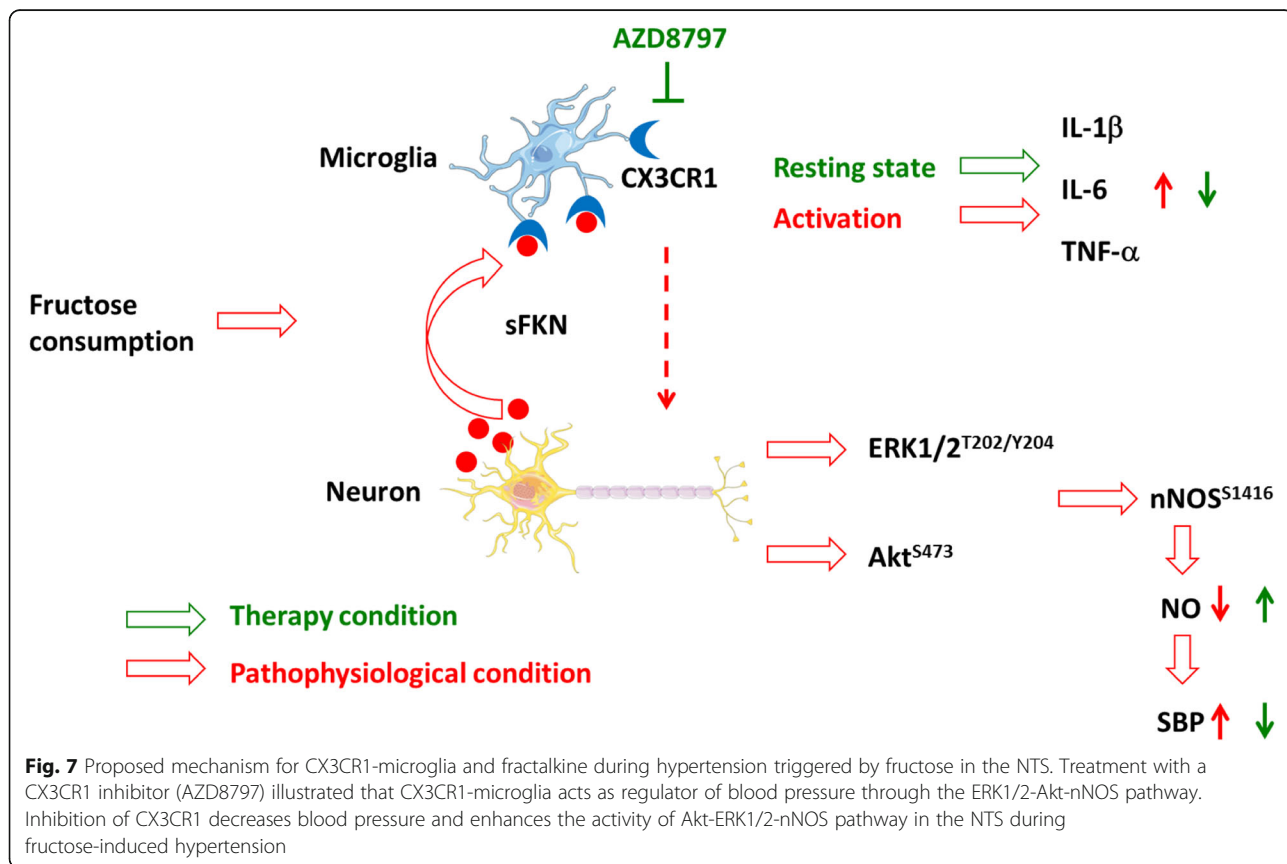 AZD8797
Microglia
CX3CR1
Resting state
Activation
IL-1β
IL-6
TNF-α
Fructose
consumption
sFKN
Neuron
ERK1/2T202/Y204
AktS473
nNOSS1416
NO
SBP
Therapy condition
Pathophysiological condition
Fig. 7 Proposed mechanism for CX3CR1-microglia and fractalkine during hypertension triggered by fructose in the NTS. Treatment with a
CX3CR1 inhibitor (AZD8797) illustrated that CX3CR1-microglia acts as regulator of blood pressure through the ERK1/2-Akt-nNOS pathway.
Inhibition of CX3CR1 decreases blood pressure and enhances the activity of Akt-ERK1/2-nNOS pathway in the NTS during
fructose-induced hypertension